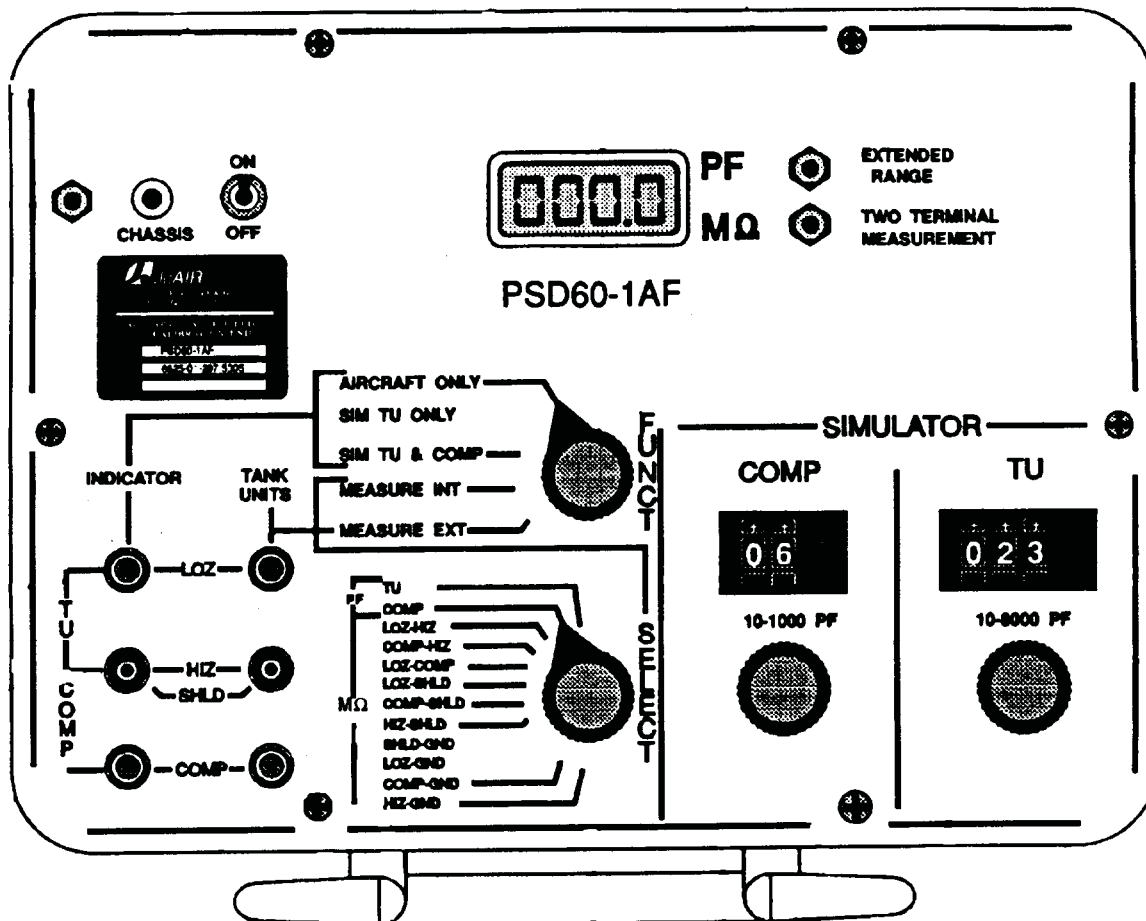 ON
OFF
CHASSIS
000.0
PF
MΩ
EXTENDED
RANGE
TWO TERMINAL
MEASUREMENT
PSD60-1AF
AIR
PSD60-1AF
AIRCRAFT ONLY
SIM TU ONLY
SIM TU & COMP
MEASURE INT
MEASURE EXT
FUNCT
INDICATOR
TANK
UNITS
LOZ
HIZ
SHLD
COMP
TU
COMP
PF
TU
COMP
MΩ
LOZ-HIZ
COMP-HIZ
LOZ-COMP
LOZ-SHLD
COMP-SHLD
HIZ-SHLD
SHLD-GND
LOZ-GND
COMP-GND
HIZ-GND
SELECT
SIMULATOR
COMP
06
10-1000 PF
TU
023